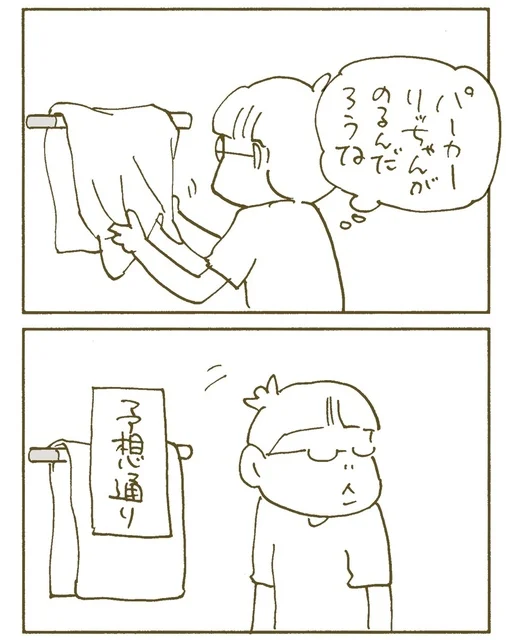 パーカー
りぢゃんが
のるんだ
ろうな
予想通り